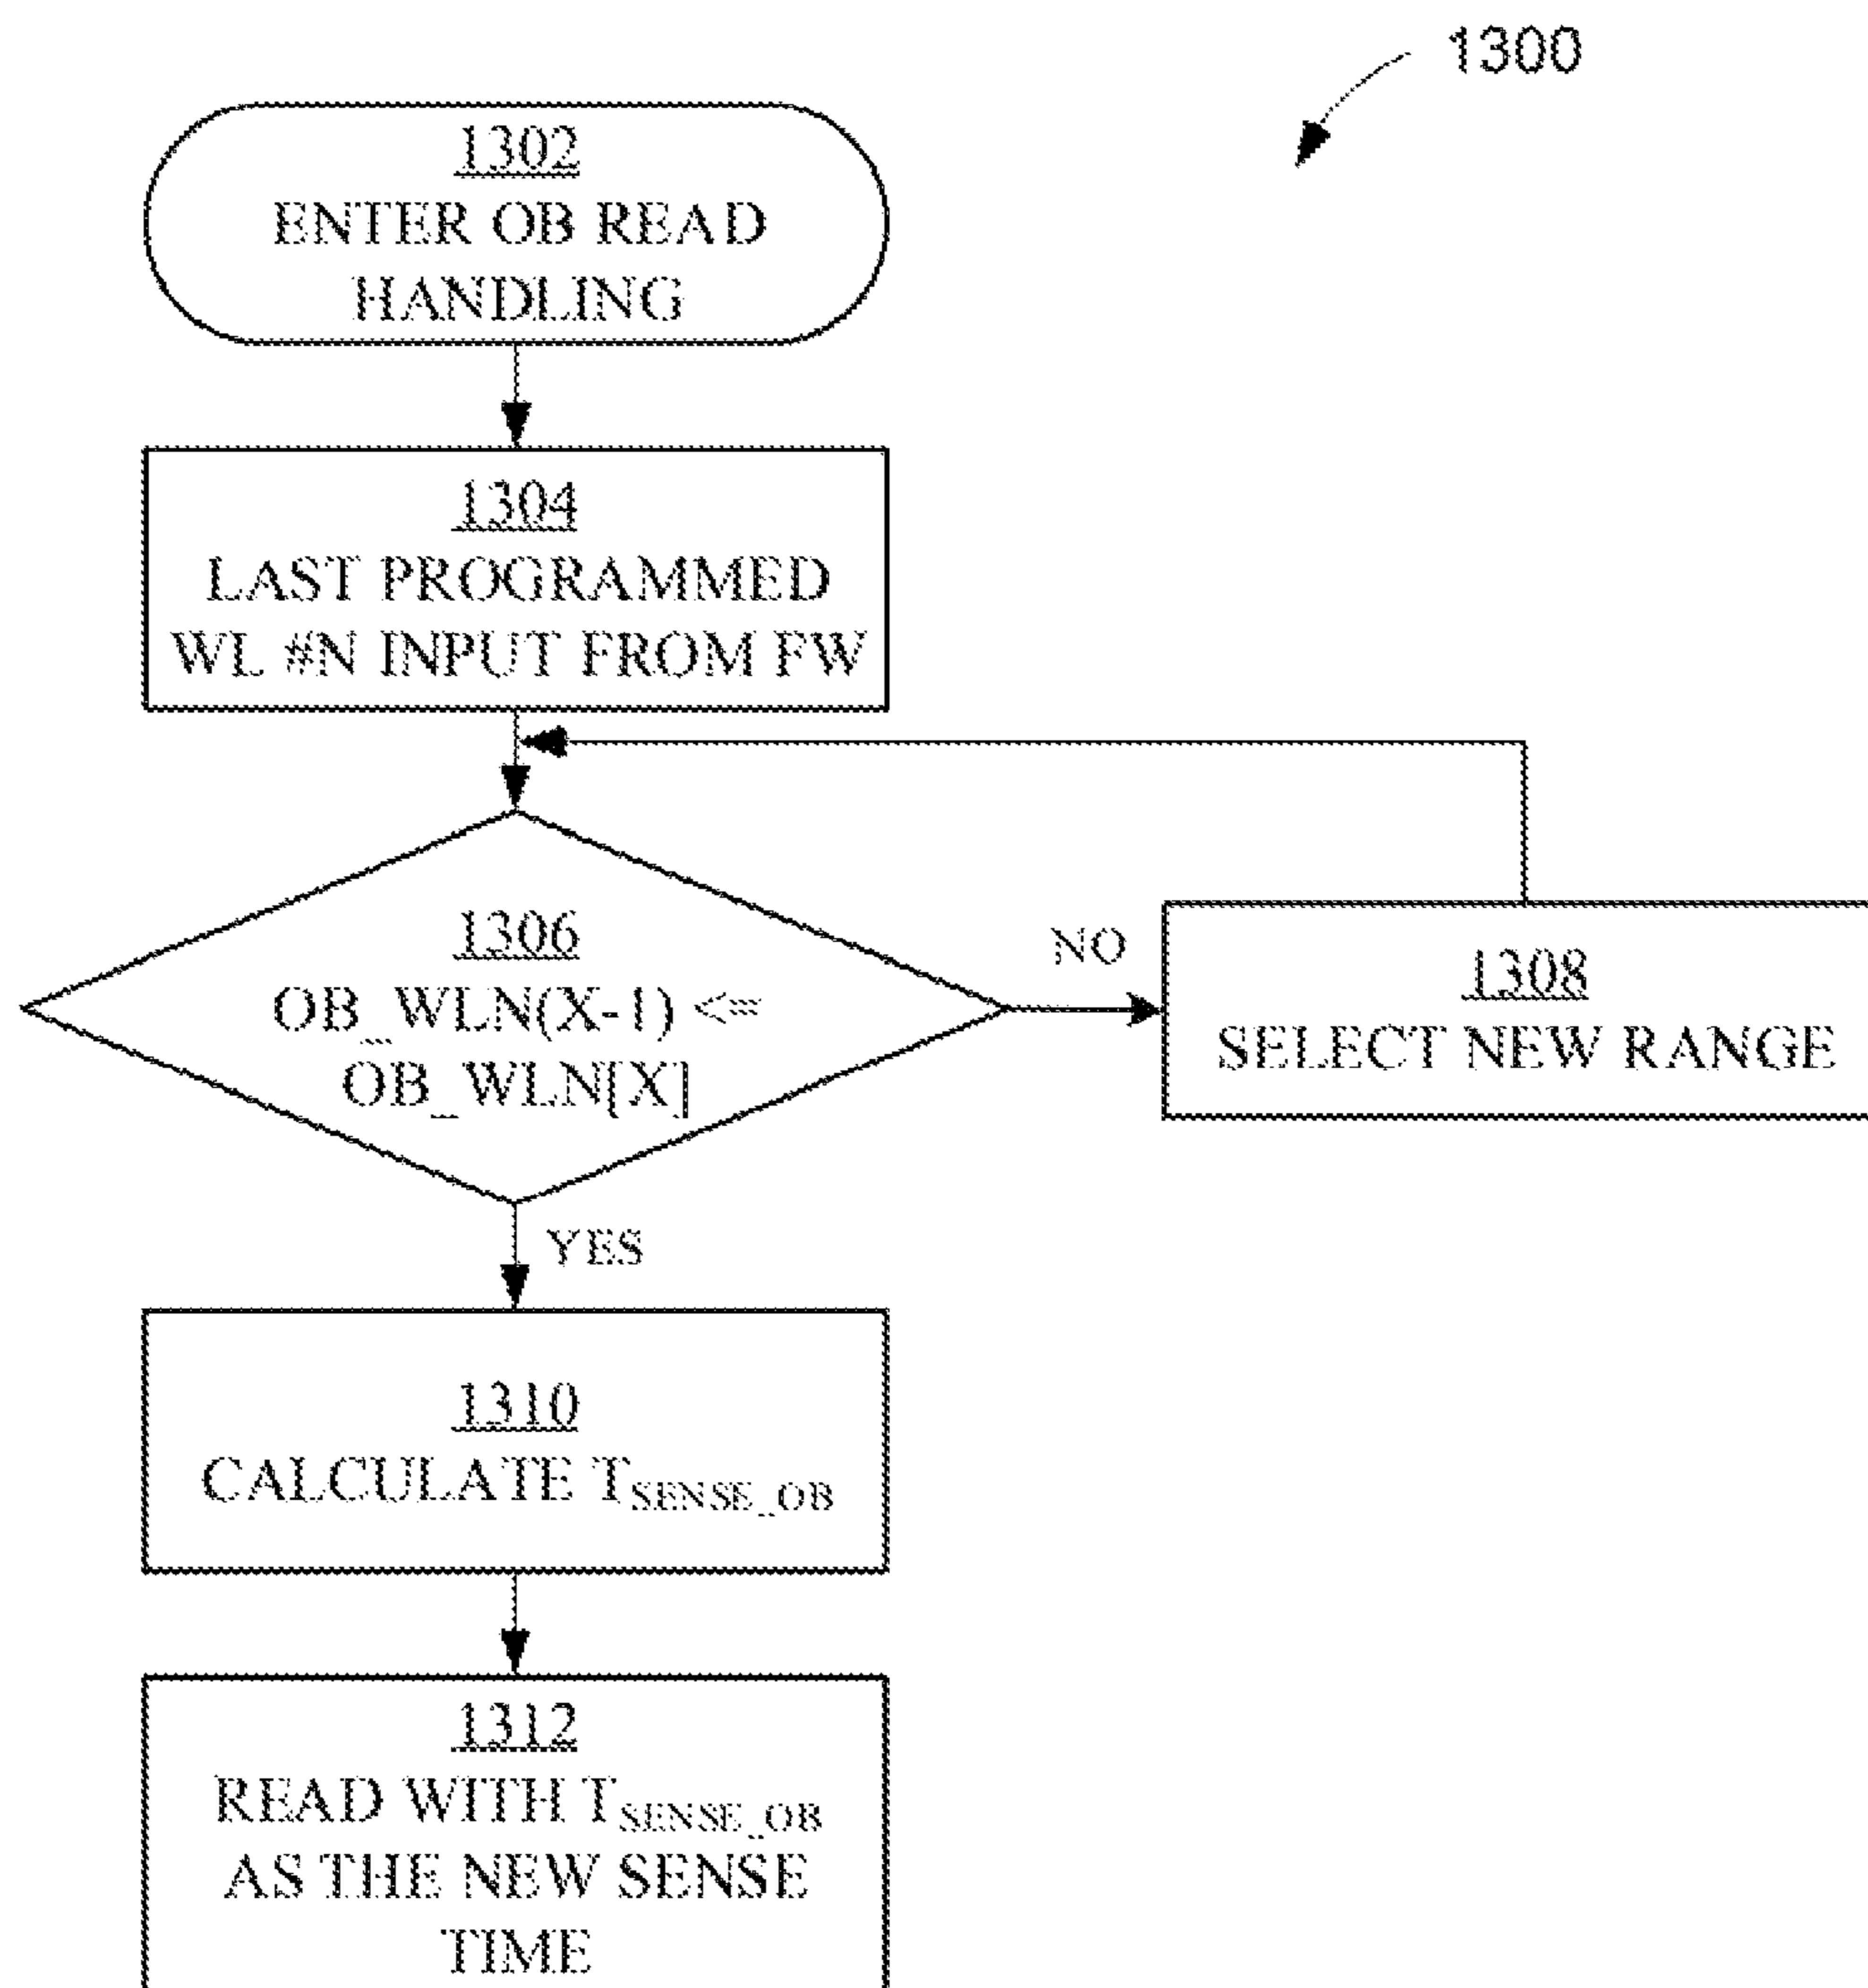 1300
1302
ENTER OB READ
HANDLING
1304
LAST PROGRAMMED
WL #N INPUT FROM FW
1306
OB_WLN(X-1) <=
OB_WLN[X]
NO
1308
SELECT NEW RANGE
YES
1310
CALCULATE TSENSE_OB
1312
READ WITH TSENSE_OB
AS THE NEW SENSE
TIME